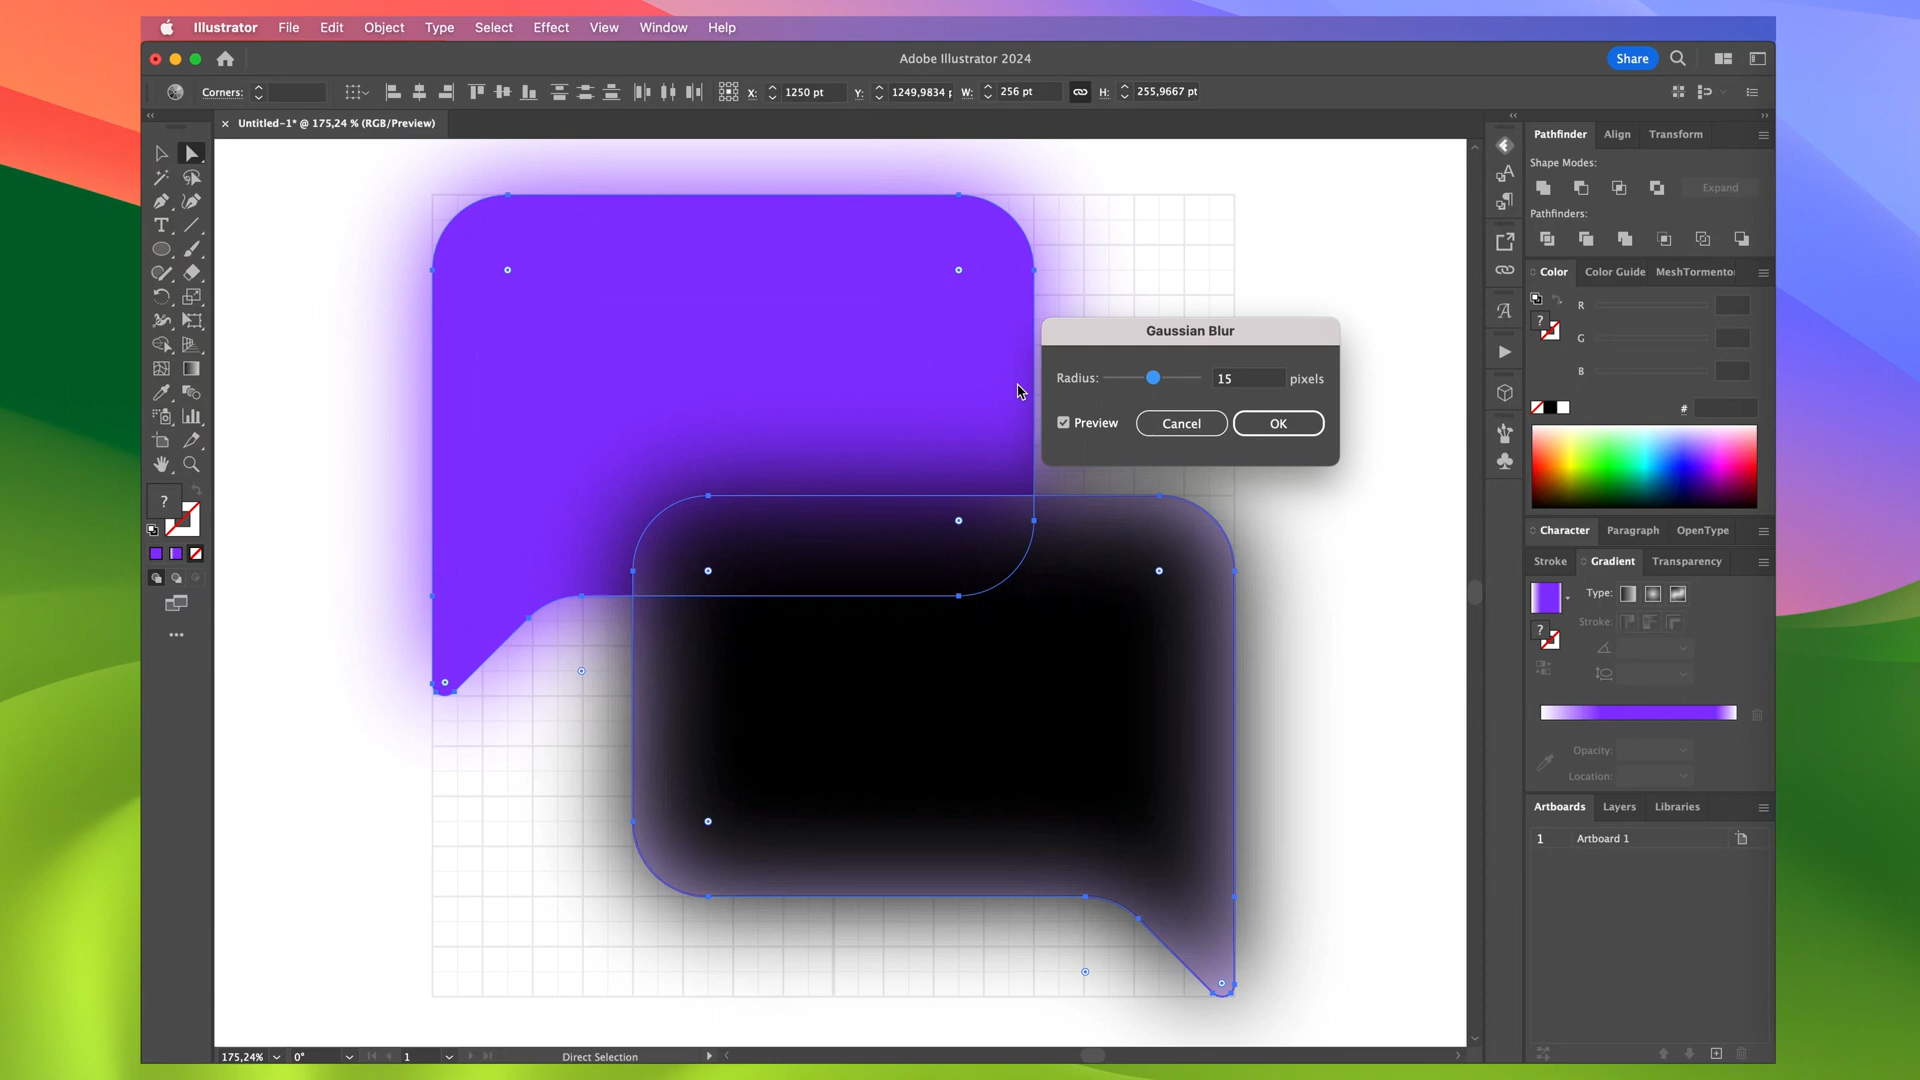 Illustrator File Edit Object Type Select Effect View Window Help
Adobe Illustrator 2024
Share
Corners:
X: 1250 pt Y: 1249,9834 W: 256 pt H: 255,9667 pt
× Untitled-1* @ 175,24 % (RGB/Preview)
Pathfinder Align Transform
Shape Modes:
Expand
Pathfinders:
Color Color Guide MeshTormento
? R
G
B
#
Gaussian Blur
Radius: 15 pixels
Preview Cancel OK
?
Character Paragraph OpenType
Stroke Gradient Transparency
Type:
Stroke:
?
Opacity:
Location:
Artboards Layers Libraries
1 Artboard 1
175,24% 0° 1 Direct Selection